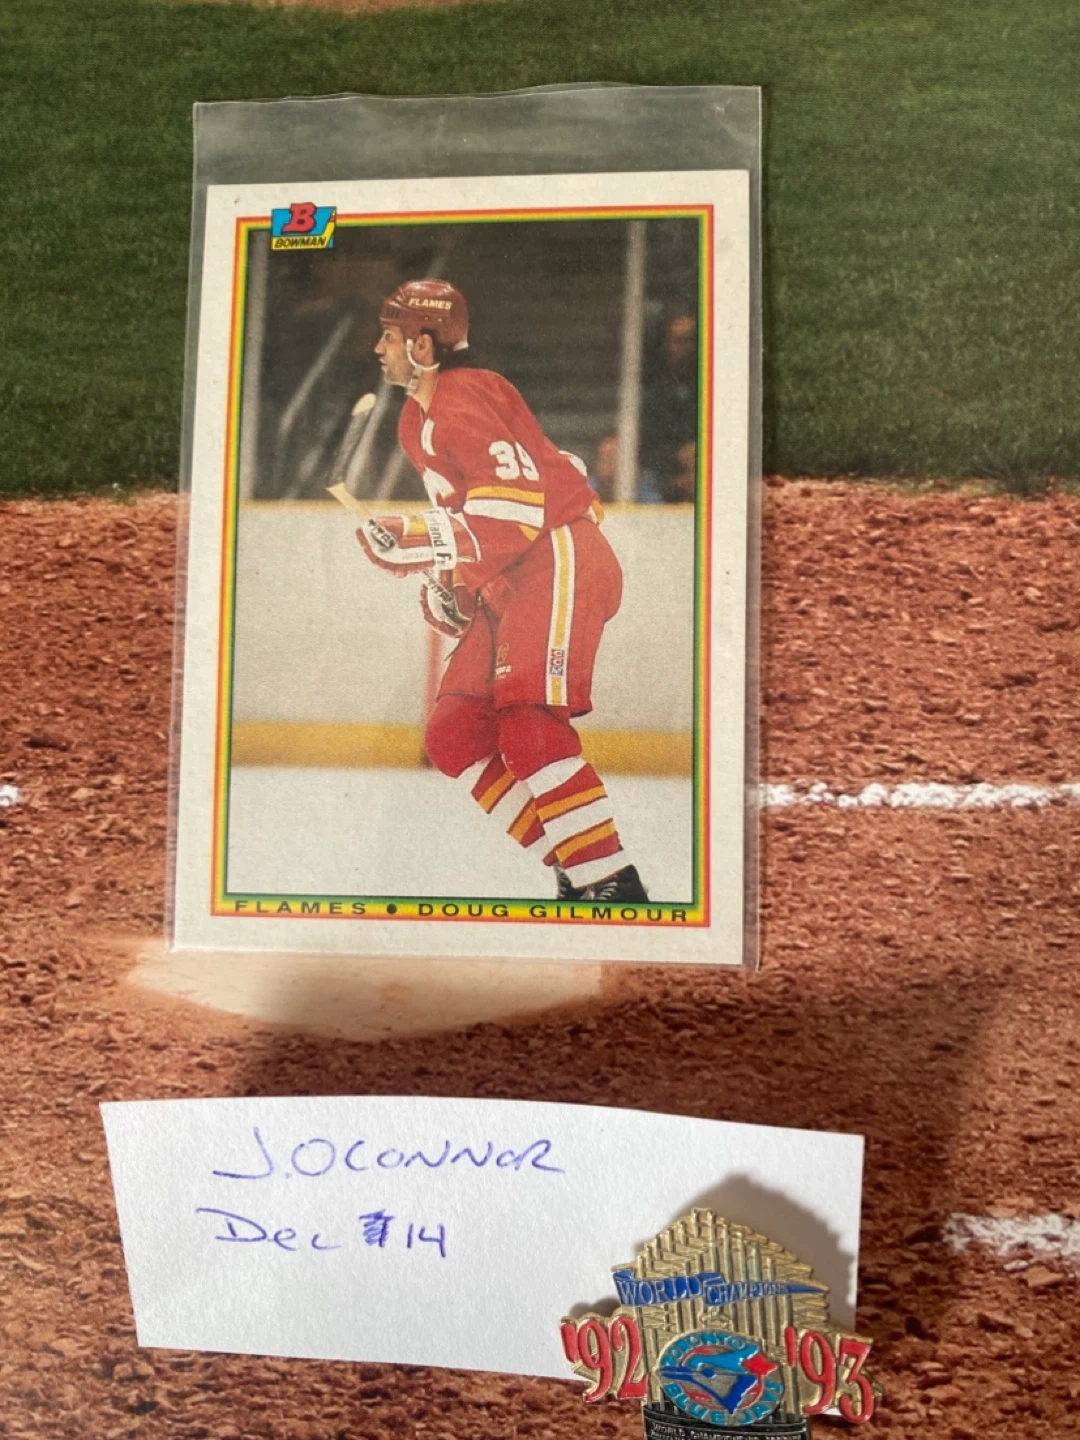 B
BOWMAN
FLAMES
39
FLAMES • DOUG GILMOUR
J. OCONNOR
Dec 14
WORLD CHAMPIONS
'92 '93
TORONTO
BLUE JAYS